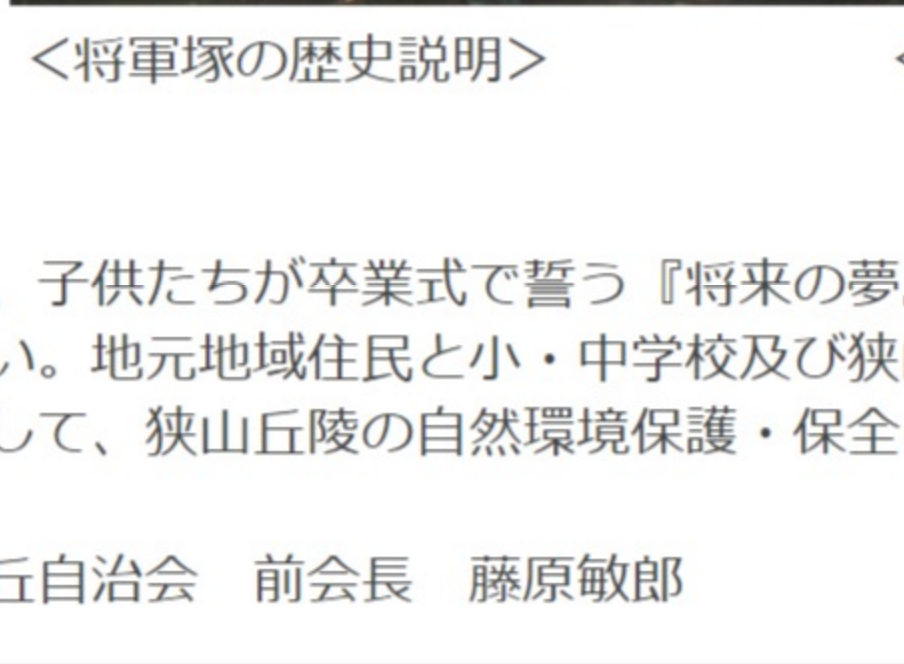 ＜将軍塚の歴史説明＞
子供たちが卒業式で誓う『将来の夢
い。地元地域住民と小・中学校及び狭
して、狭山丘陵の自然環境保護・保全
丘自治会　前会長　藤原敏郎